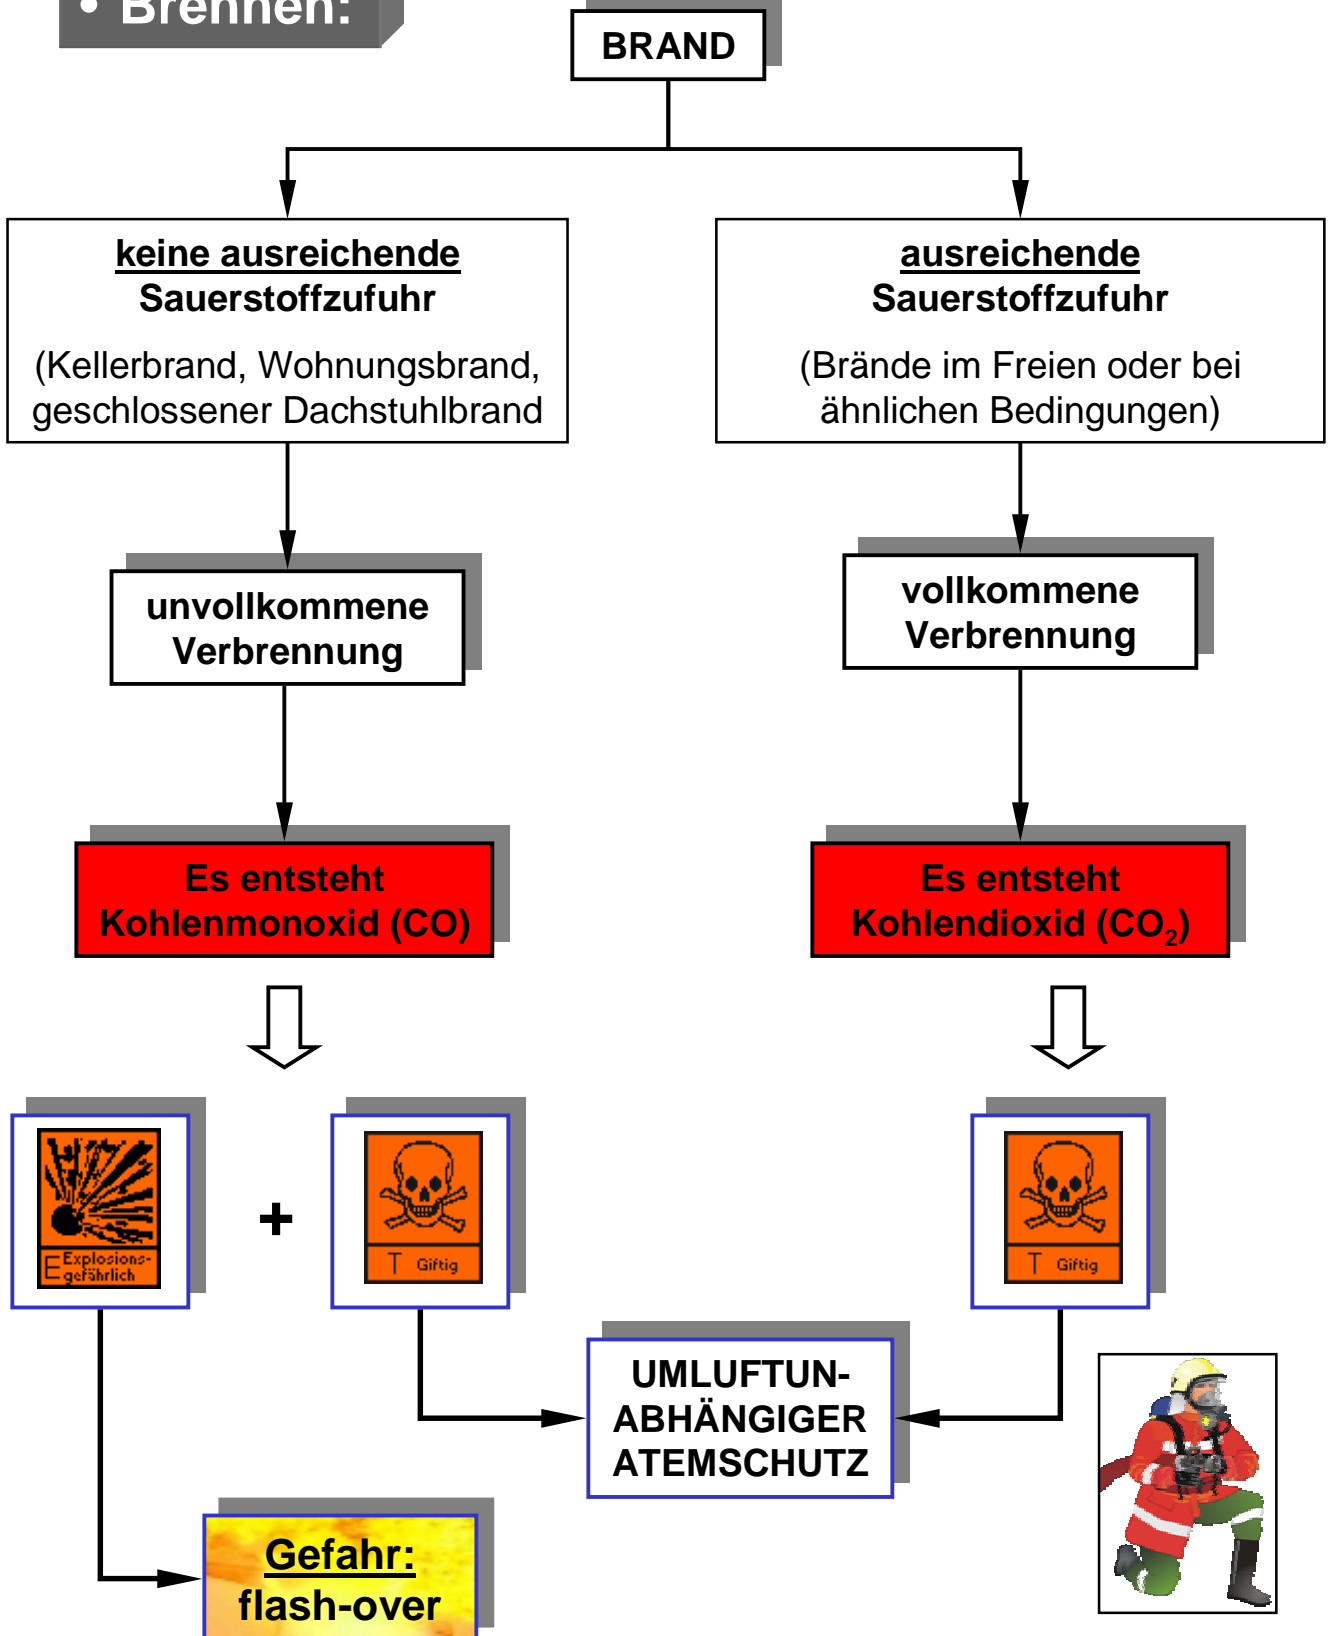 • Brennen:
BRAND
keine ausreichende
Sauerstoffzufuhr
(Kellerbrand, Wohnungsbrand,
geschlossener Dachstuhlbrand
ausreichende
Sauerstoffzufuhr
(Brände im Freien oder bei
ähnlichen Bedingungen)
unvollkommene
Verbrennung
vollkommene
Verbrennung
Es entsteht
Kohlenmonoxid (CO)
Es entsteht
Kohlendioxid (CO₂)
E Explosions-
gefährlich
+
T Giftig
T Giftig
UMLUFTUN-
ABHÄNGIGER
ATEMSCHUTZ
Gefahr:
flash-over